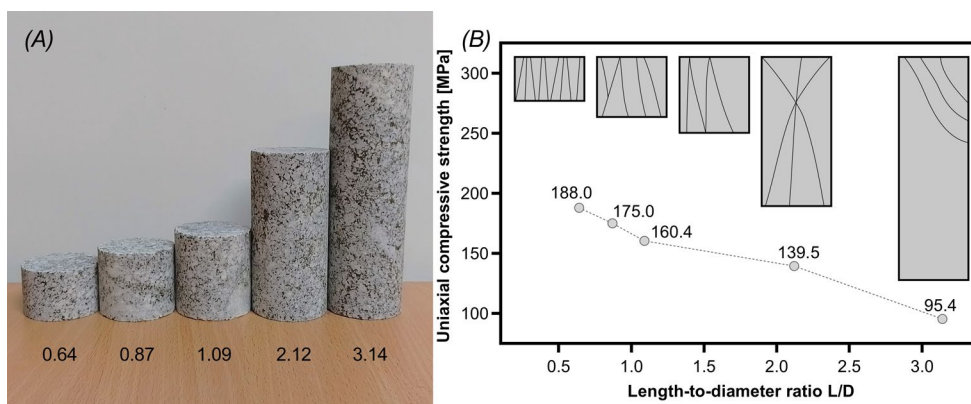 (A)
0.64 0.87 1.09 2.12 3.14
(B)
Uniaxial compressive strength [MPa]
300
250
200
150
100
188.0
175.0
160.4
139.5
95.4
0.5 1.0 1.5 2.0 2.5 3.0
Length-to-diameter ratio L/D